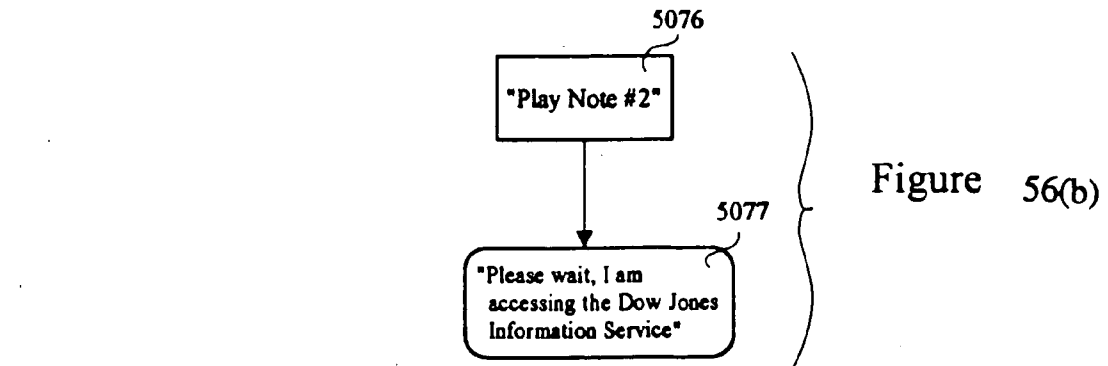 5076
"Play Note #2"
Figure 56(b)
5077
"Please wait, I am
accessing the Dow Jones
Information Service"